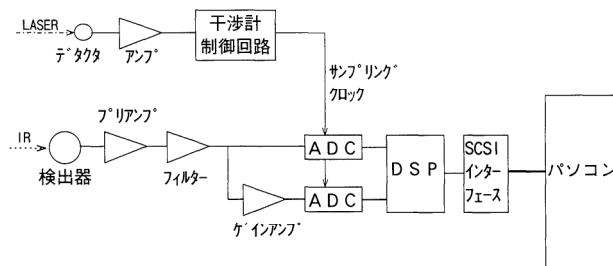 LASER
デタクタ
アンプ
干渉計
制御回路
サンプリング
クロック
IR
検出器
プリアンプ
フィルター
ゲインアンプ
ADC
ADC
DSP
SCSI
インター
フェース
パソコン